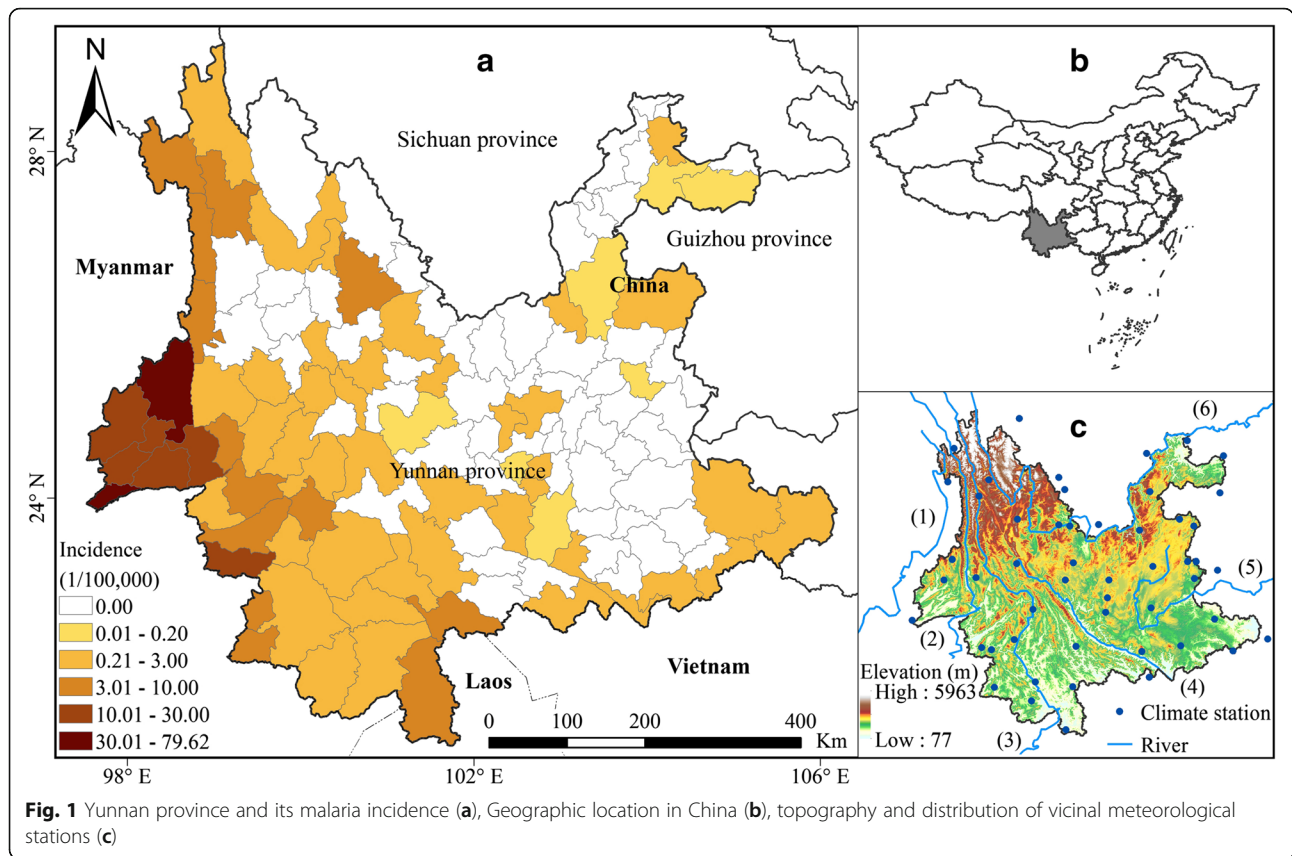 N
a
Sichuan province
28° N
Guizhou province
Myanmar
China
Yunnan province
24° N
Incidence
(1/100,000)
0.00
0.01 - 0.20
0.21 - 3.00
3.01 - 10.00
10.01 - 30.00
30.01 - 79.62
Vietnam
Laos
0 100 200 400
Km
98° E
102° E
106° E
b
c
(6)
(1)
(5)
(2)
Elevation (m)
High : 5963
Low : 77
(4)
(3)
Climate station
River
Fig. 1 Yunnan province and its malaria incidence (a), Geographic location in China (b), topography and distribution of vicinal meteorological
stations (c)